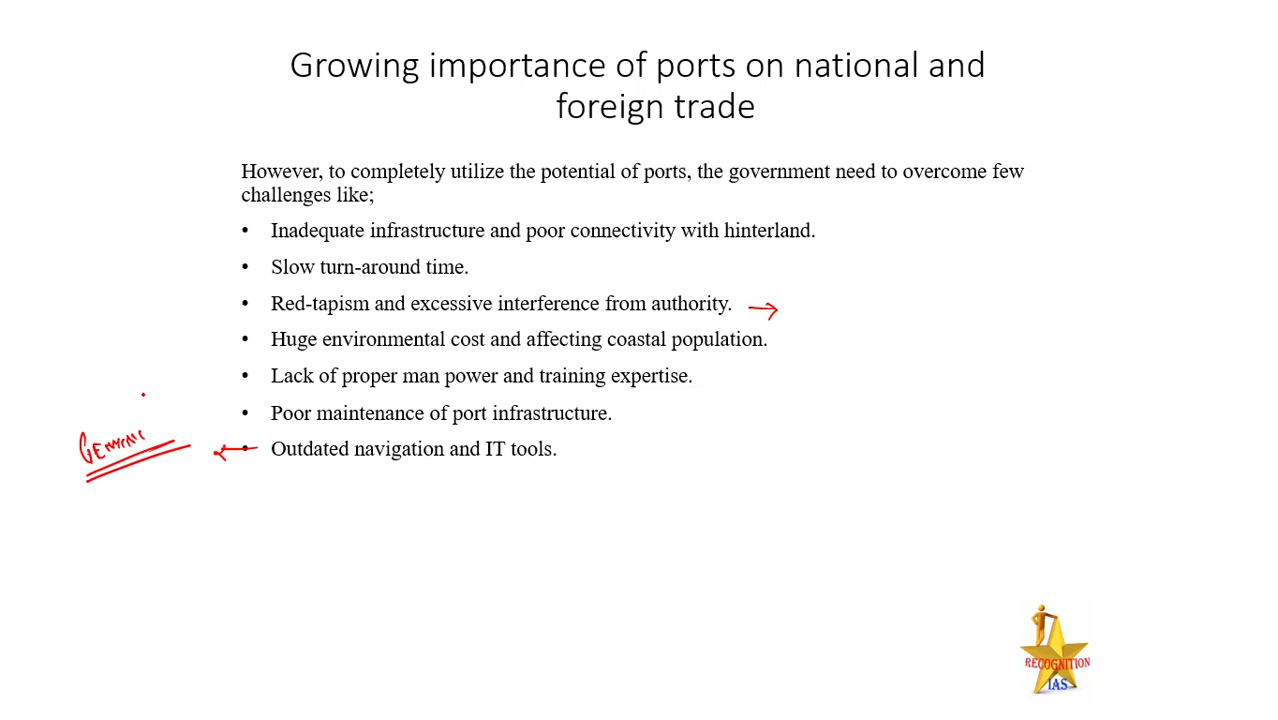 Growing importance of ports on national and
foreign trade
However, to completely utilize the potential of ports, the government need to overcome few
challenges like;
• Inadequate infrastructure and poor connectivity with hinterland.
• Slow turn-around time.
• Red-tapism and excessive interference from authority.
• Huge environmental cost and affecting coastal population.
• Lack of proper man power and training expertise.
• Poor maintenance of port infrastructure.
• Outdated navigation and IT tools.
RECOGNITION
IAS